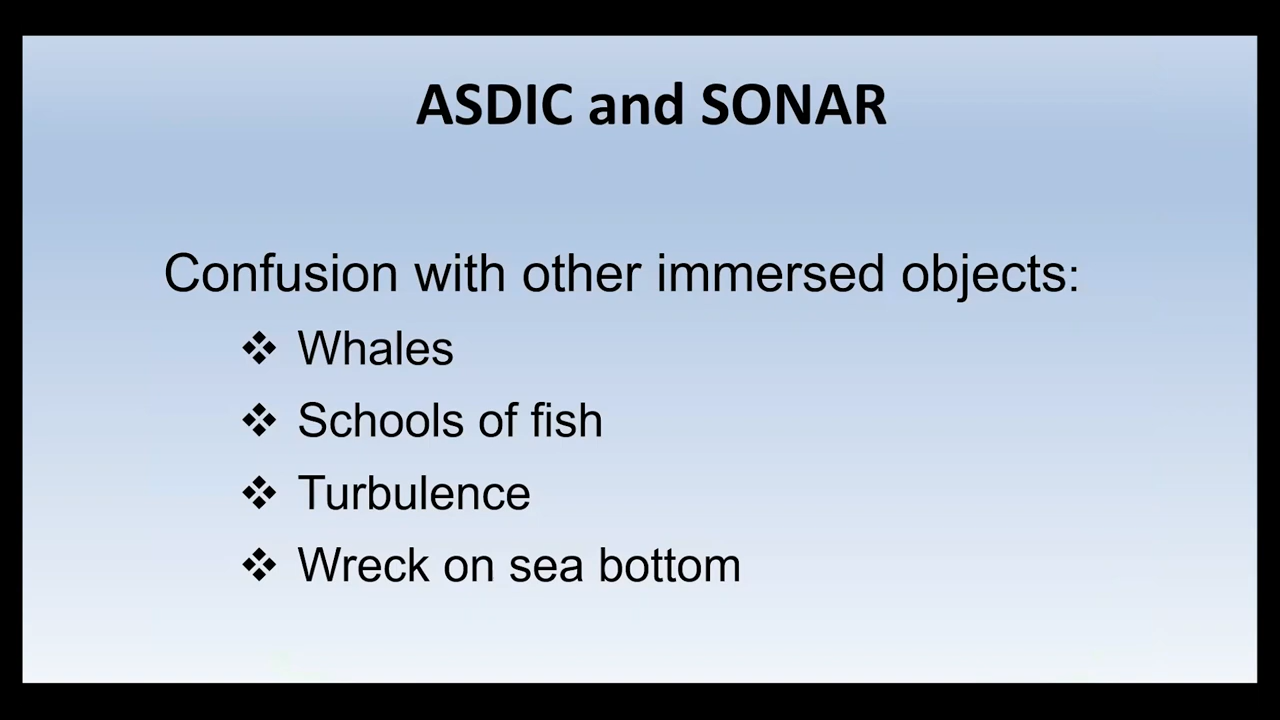 ASDIC and SONAR
Confusion with other immersed objects:
❖ Whales
❖ Schools of fish
❖ Turbulence
❖ Wreck on sea bottom